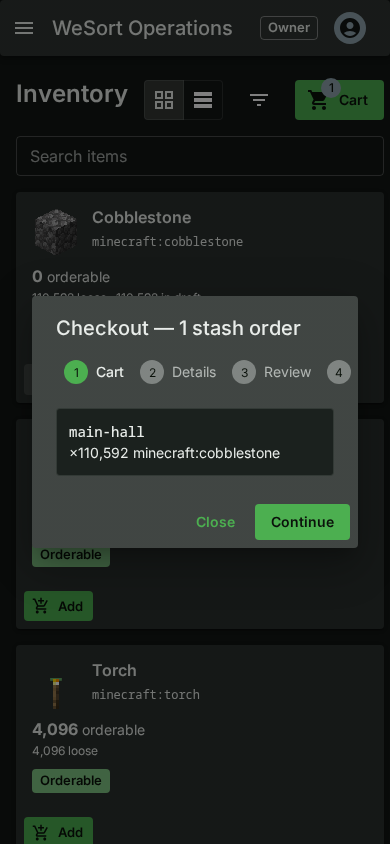 WeSort Operations
Owner
Inventory
1
Cart
Search items
Cobblestone
minecraft:cobblestone
0 orderable
Checkout — 1 stash order
1 Cart 2 Details 3 Review 4
main-hall
×110,592 minecraft:cobblestone
Close Continue
Orderable
Add
Torch
minecraft:torch
4,096 orderable
4,096 loose
Orderable
Add